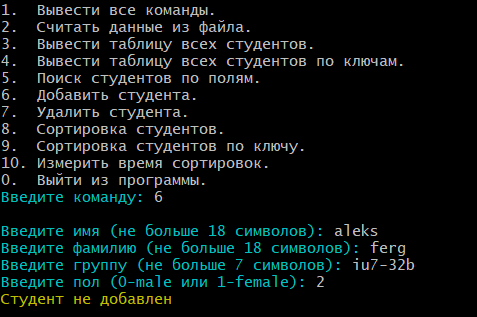 1.  Вывести все команды.
2.  Считать данные из файла.
3.  Вывести таблицу всех студентов.
4.  Вывести таблицу всех студентов по ключам.
5.  Поиск студентов по полям.
6.  Добавить студента.
7.  Удалить студента.
8.  Сортировка студентов.
9.  Сортировка студентов по ключу.
10. Измерить время сортировок.
0.  Выйти из программы.
Введите команду: 6
Введите имя (не больше 18 символов): aleks
Введите фамилию (не больше 18 символов): ferg
Введите группу (не больше 7 символов): iu7-32b
Введите пол (0-male или 1-female): 2
Студент не добавлен